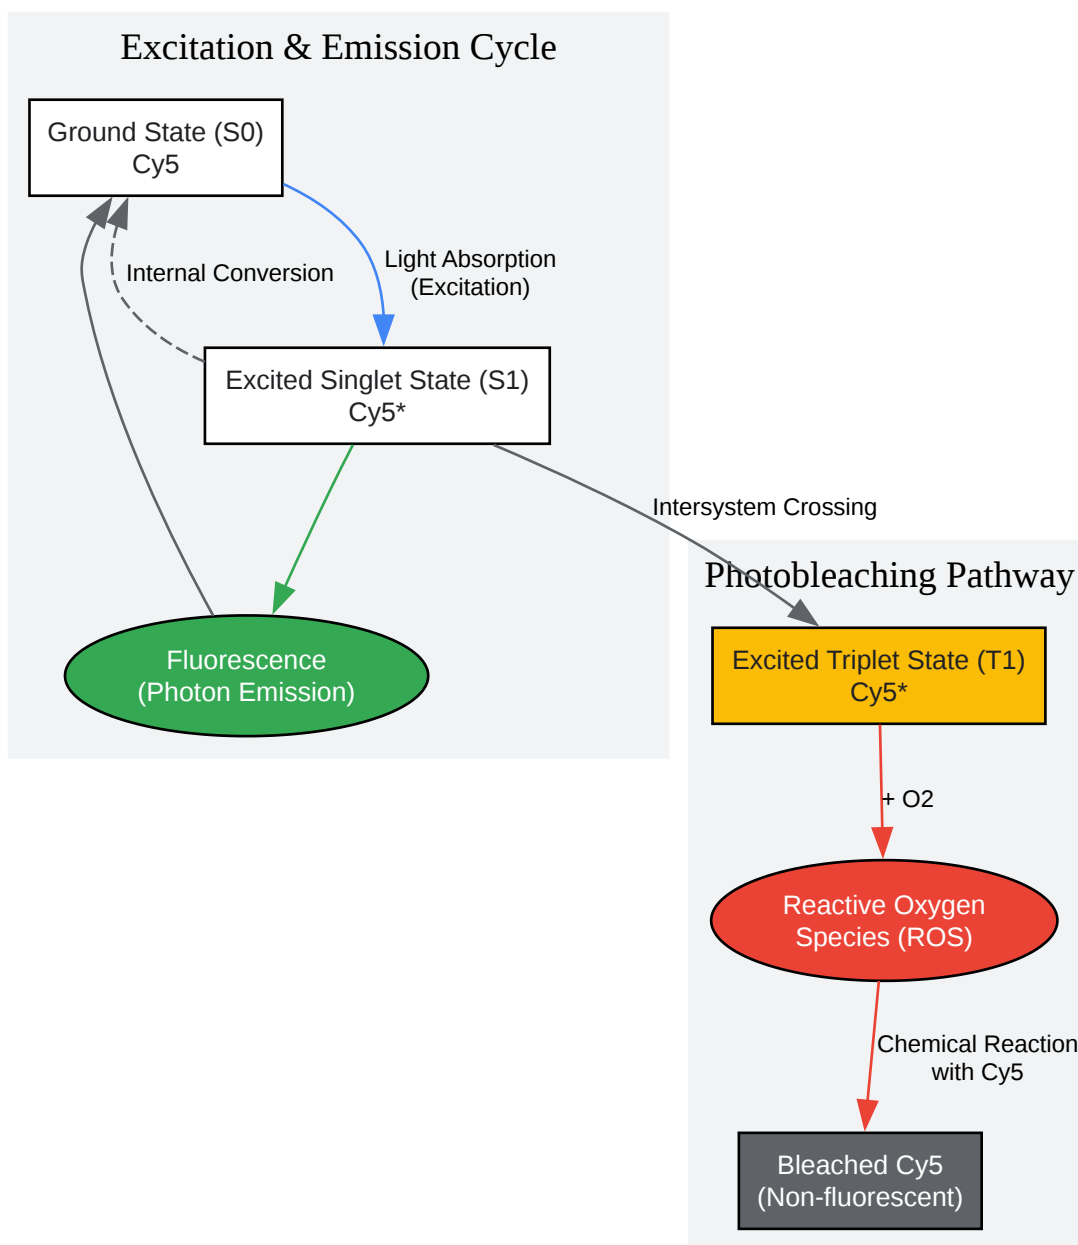 Excitation & Emission Cycle
Ground State (S0)
Cy5
Internal Conversion
Light Absorption
(Excitation)
Excited Singlet State (S1)
Cy5*
Intersystem Crossing
Photobleaching Pathway
Fluorescence
(Photon Emission)
Excited Triplet State (T1)
Cy5*
+ O2
Reactive Oxygen
Species (ROS)
Chemical Reaction
with Cy5
Bleached Cy5
(Non-fluorescent)